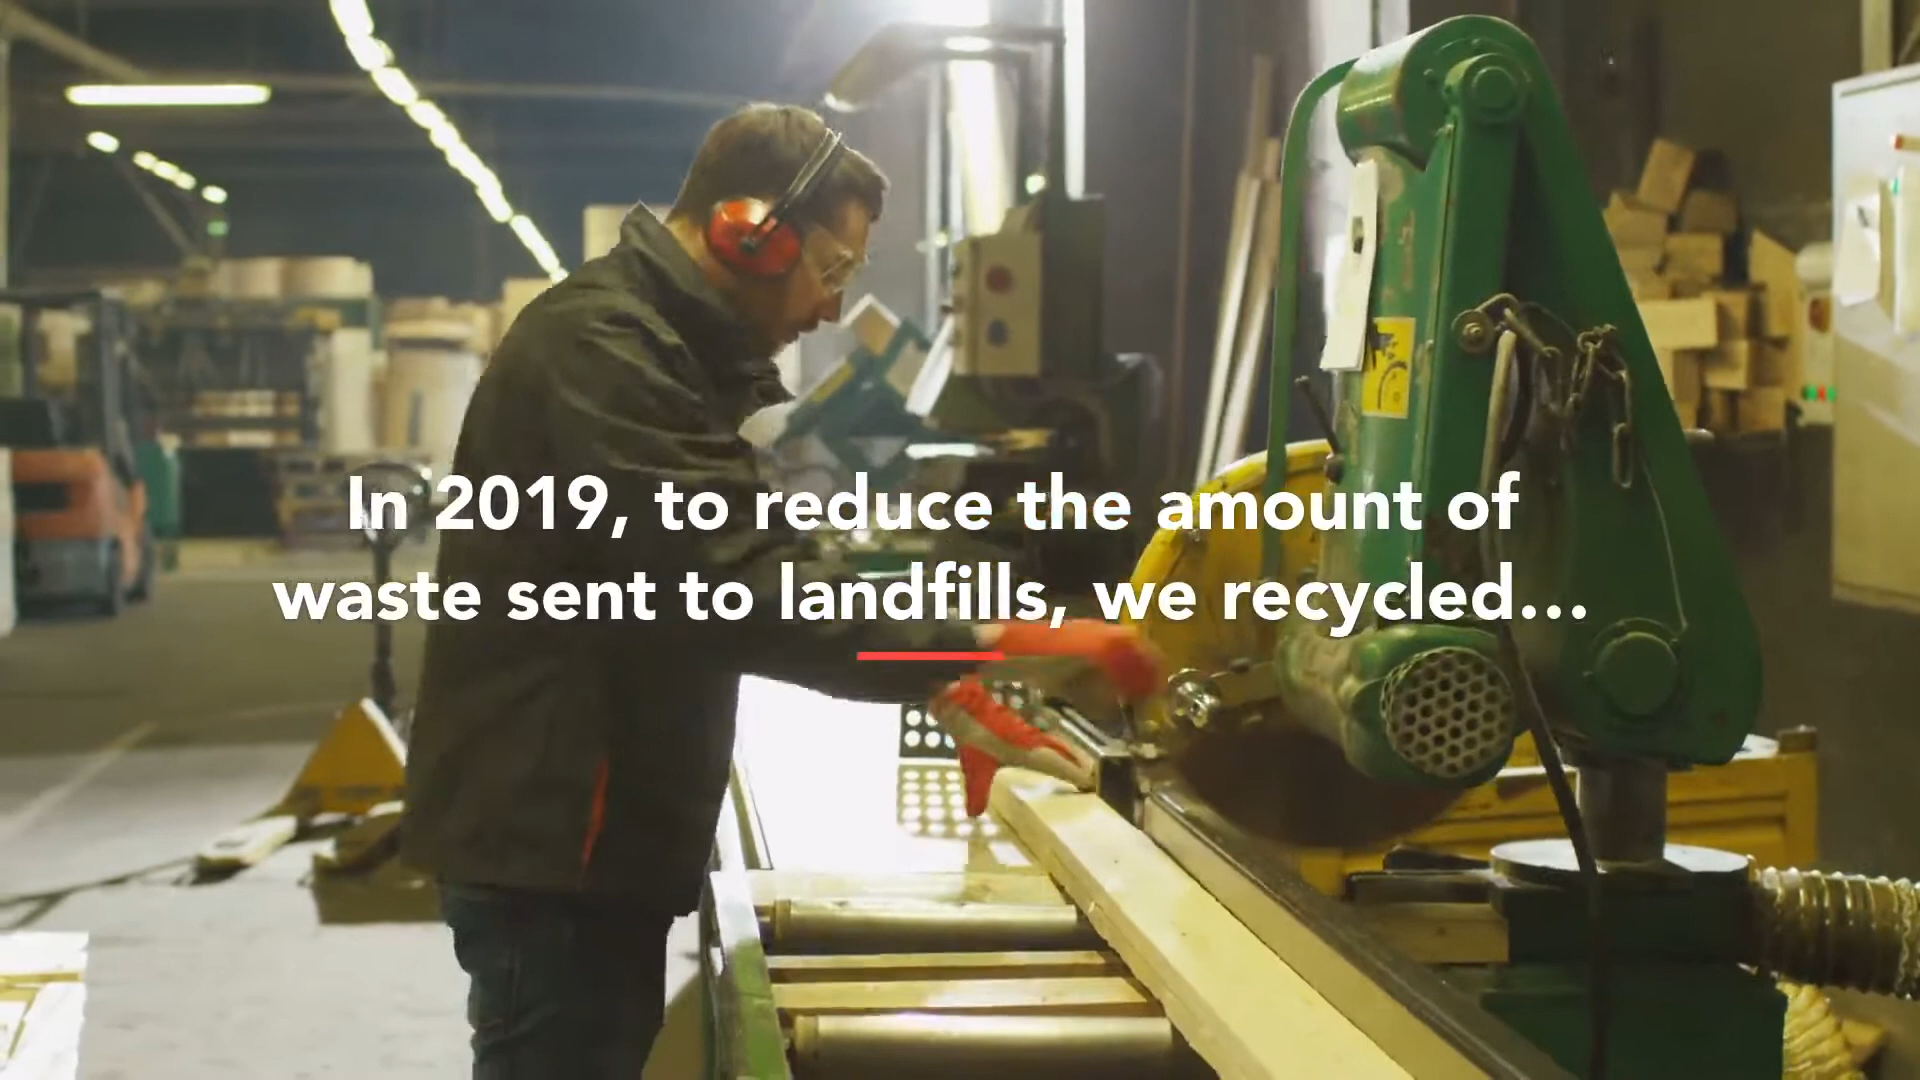 In 2019, to reduce the amount of
waste sent to landfills, we recycled...